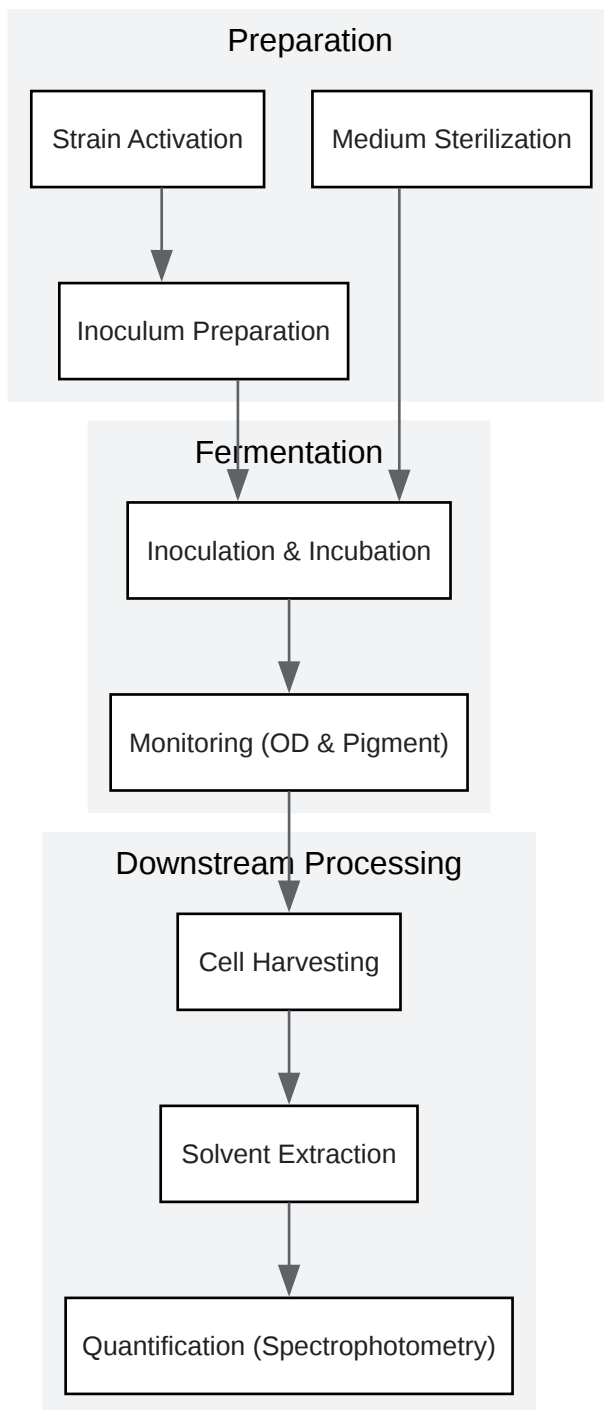 Preparation
Strain Activation
Medium Sterilization
Inoculum Preparation
Fermentation
Inoculation & Incubation
Monitoring (OD & Pigment)
Downstream Processing
Cell Harvesting
Solvent Extraction
Quantification (Spectrophotometry)